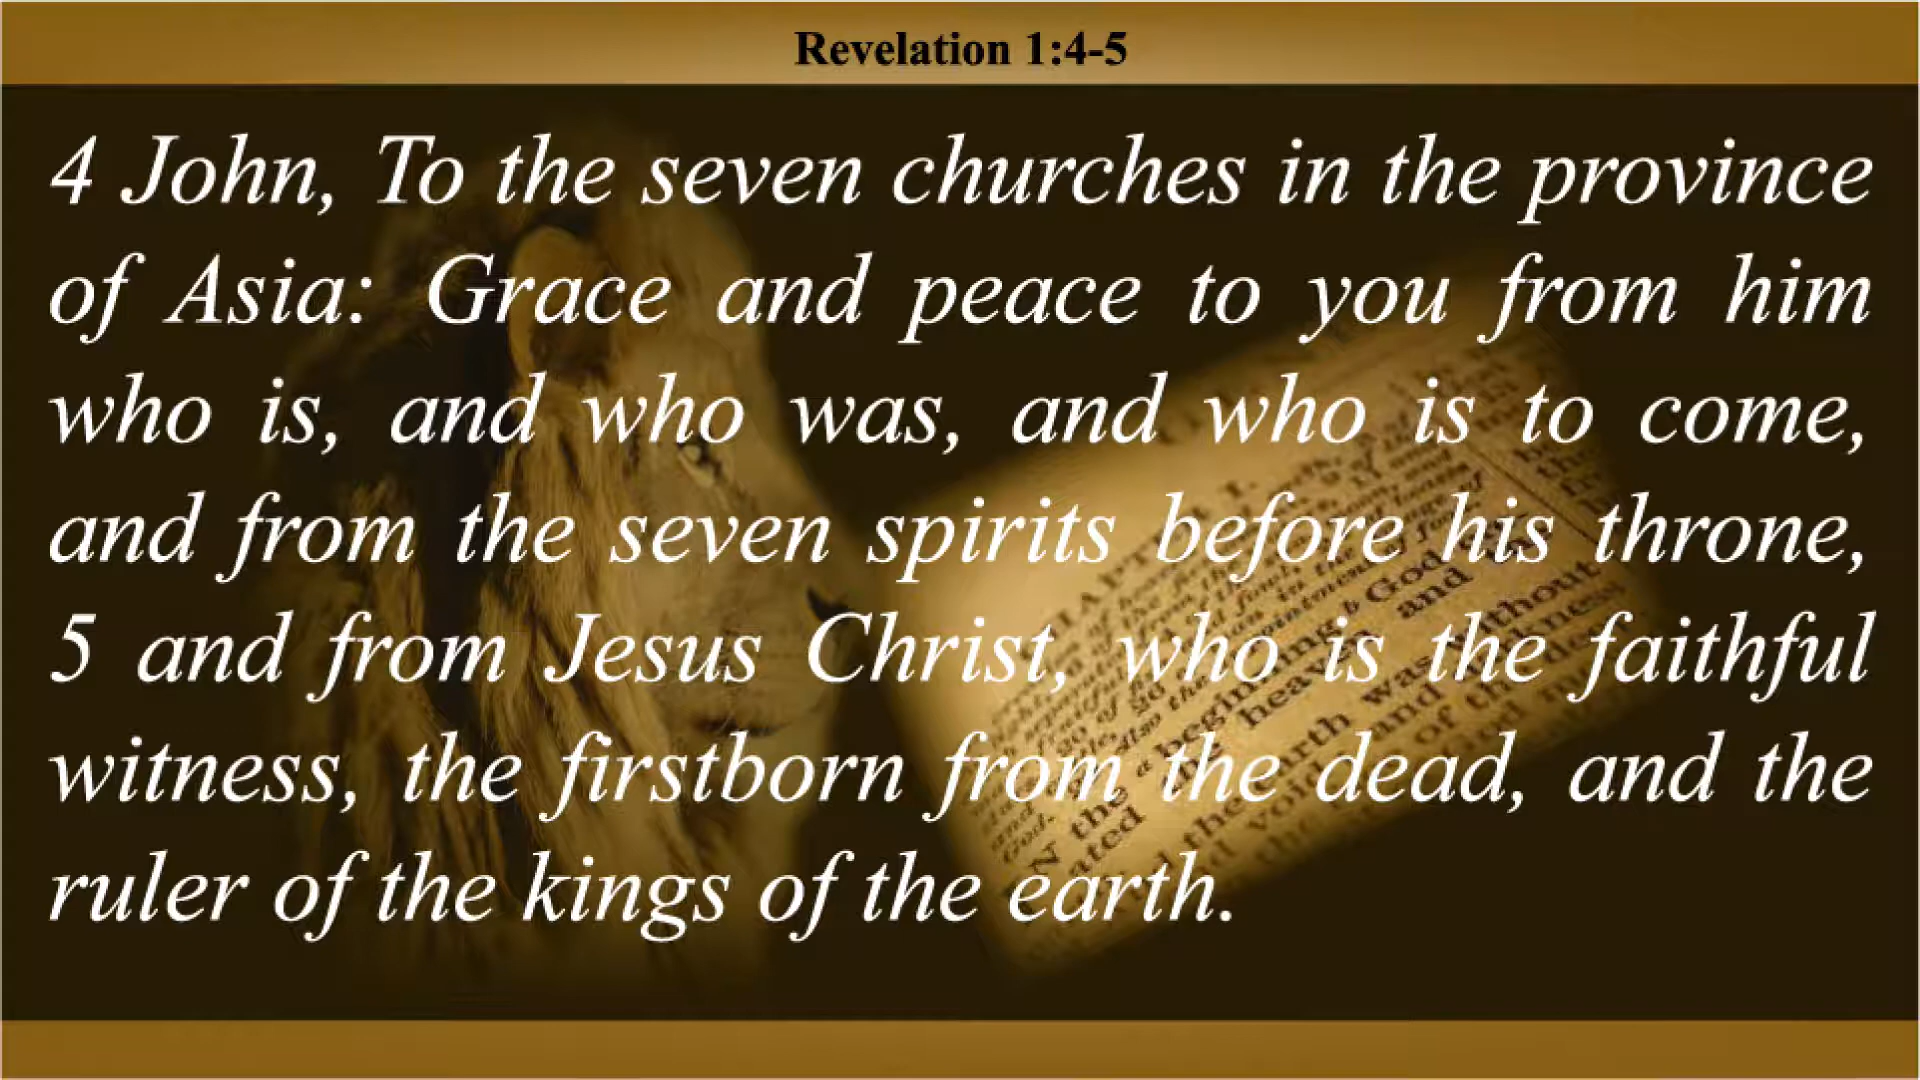 Revelation 1:4-5
4 John, To the seven churches in the province
of Asia: Grace and peace to you from him
who is, and who was, and who is to come,
and from the seven spirits before his throne,
5 and from Jesus Christ, who is the faithful
witness, the firstborn from the dead, and the
ruler of the kings of the earth.